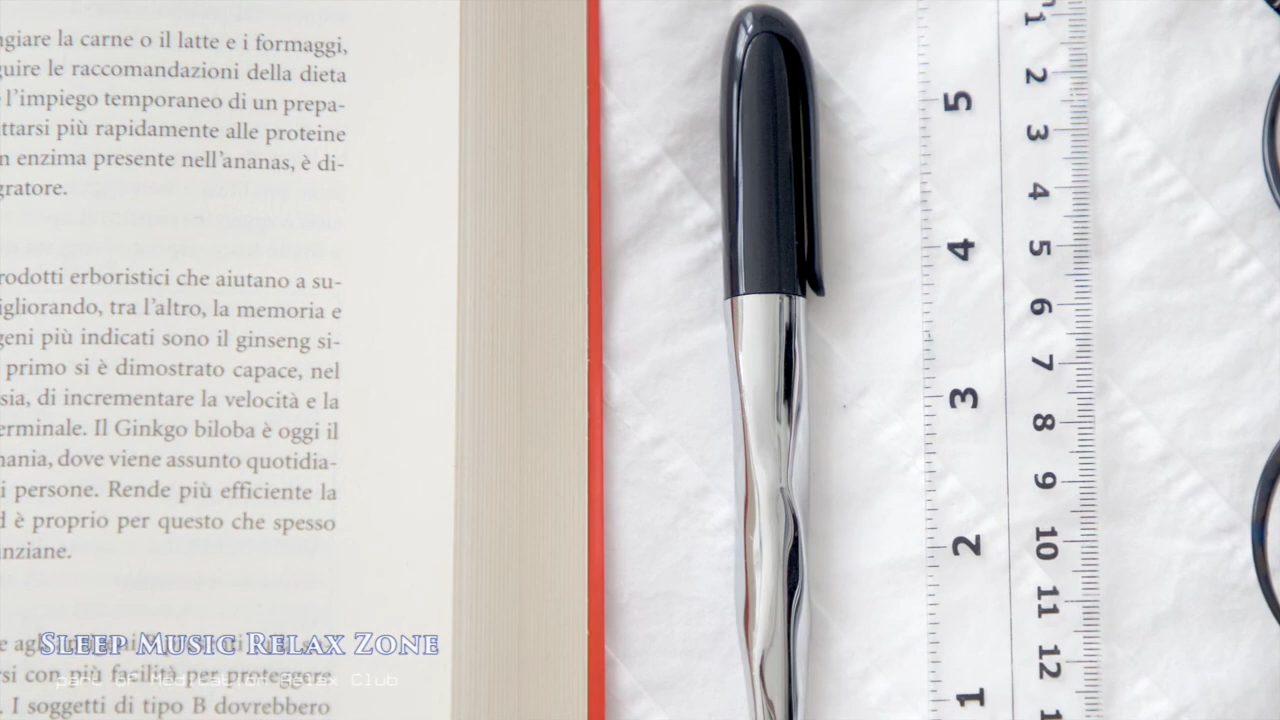 ngiare la carne o il latte e i formaggi,
guire le raccomandazioni della dieta
l'impiego temporaneo di un prepa-
ttarsi più rapidamente alle proteine
n enzima presente nell'ananas, è di-
gratore.
rodotti erboristici che aiutano a su-
igliorando, tra l'altro, la memoria e
geni più indicati sono il ginseng si-
primo si è dimostrato capace, nel
sia, di incrementare la velocità e la
erminale. Il Ginkgo biloba è oggi il
nania, dove viene assunto quotidia-
i persone. Rende più efficiente la
d è proprio per questo che spesso
nziane.
Sleep Music Relax Zone
rsi con più facilità per proteggere
part of Meditation Relax Club
. I soggetti di tipo B dovrebbero
5
4
3
2
1
1
2
3
4
5
6
7
8
9
10
11
12